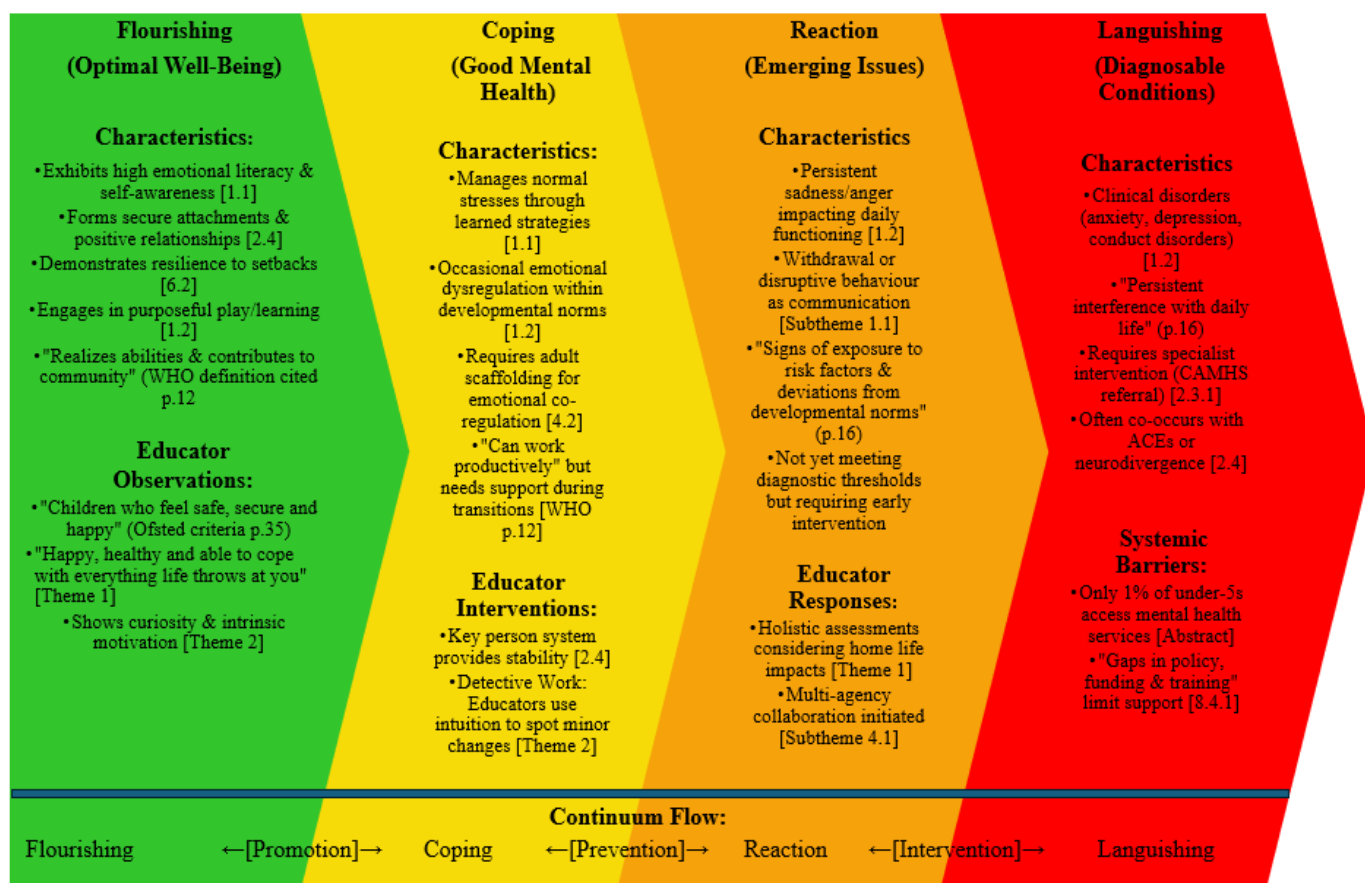 Flourishing
(Optimal Well-Being)
Characteristics:
•Exhibits high emotional literacy &
self-awareness [1.1]
•Forms secure attachments &
positive relationships [2.4]
•Demonstrates resilience to setbacks
[6.2]
•Engages in purposeful play/learning
[1.2]
•"Realizes abilities & contributes to
community" (WHO definition cited
p.12
Educator
Observations:
•"Children who feel safe, secure and
happy" (Ofsted criteria p.35)
•"Happy, healthy and able to cope
with everything life throws at you"
[Theme 1]
•Shows curiosity & intrinsic
motivation [Theme 2]
Coping
(Good Mental
Health)
Characteristics:
•Manages normal
stresses through
learned strategies
[1.1]
•Occasional emotional
dysregulation within
developmental norms
[1.2]
•Requires adult
scaffolding for
emotional co-
regulation [4.2]
•"Can work
productively" but
needs support during
transitions [WHO
p.12]
Educator
Interventions:
•Key person system
provides stability [2.4]
•Detective Work:
Educators use
intuition to spot minor
changes [Theme 2]
Reaction
(Emerging Issues)
Characteristics
•Persistent
sadness/anger
impacting daily
functioning [1.2]
•Withdrawal or
disruptive behaviour
as communication
[Subtheme 1.1]
•"Signs of exposure to
risk factors &
deviations from
developmental norms"
(p.16)
•Not yet meeting
diagnostic thresholds
but requiring early
intervention
Educator
Responses:
•Holistic assessments
considering home life
impacts [Theme 1]
•Multi-agency
collaboration initiated
[Subtheme 4.1]
Languishing
(Diagnosable
Conditions)
Characteristics
•Clinical disorders
(anxiety, depression,
conduct disorders)
[1.2]
•"Persistent
interference with daily
life" (p.16)
•Requires specialist
intervention (CAMHS
referral) [2.3.1]
•Often co-occurs with
ACEs or
neurodivergence [2.4]
Systemic
Barriers:
•Only 1% of under-5s
access mental health
services [Abstract]
•"Gaps in policy,
funding & training"
limit support [8.4.1]
Continuum Flow:
Flourishing ←[Promotion]→ Coping ←[Prevention]→ Reaction ←[Intervention]→ Languishing